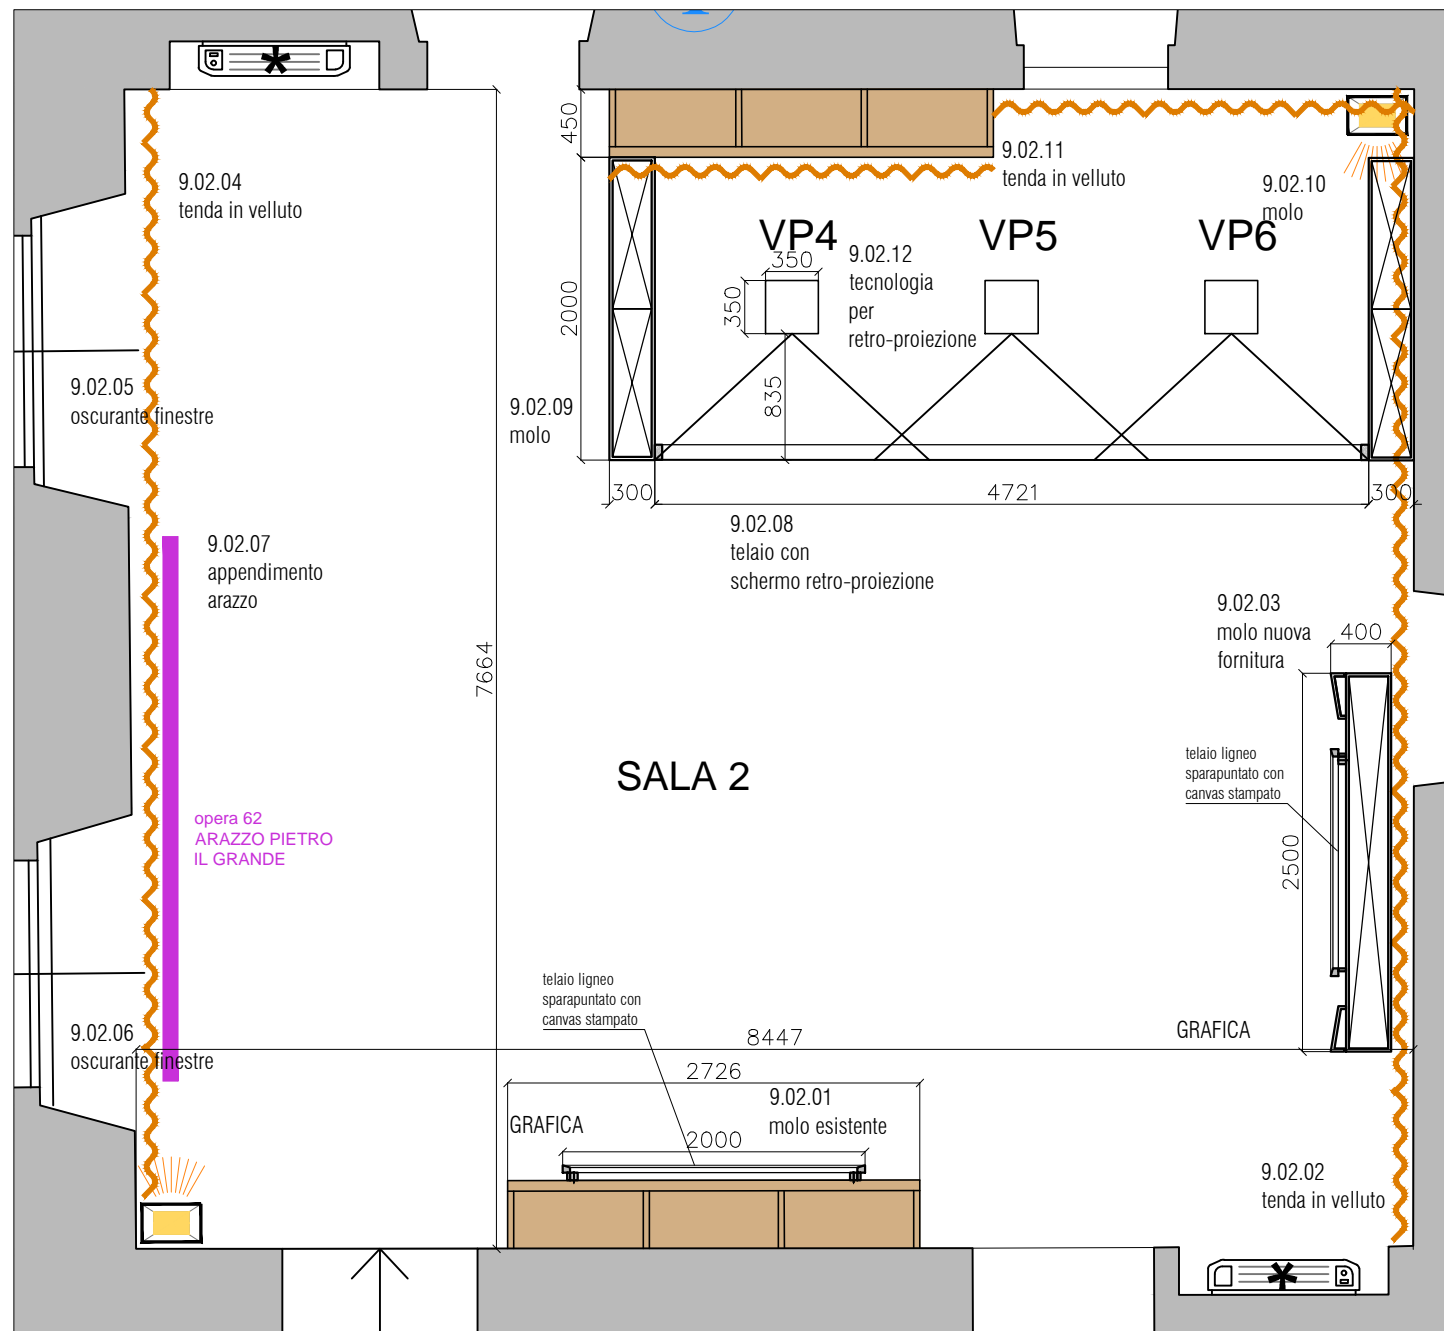 450
9.02.11
tenda in velluto
9.02.04
tenda in velluto
9.02.10
molo
VP4
VP5
VP6
350
350
9.02.12
tecnologia
per
retro-proiezione
2000
835
9.02.05
oscurante finestre
9.02.09
molo
300
4721
300
9.02.08
telaio con
schermo retro-proiezione
9.02.07
appendimento
arazzo
9.02.03
molo nuova
fornitura
400
7664
SALA 2
telaio ligneo
sparapuntato con
canvas stampato
2500
opera 62
ARAZZO PIETRO
IL GRANDE
telaio ligneo
sparapuntato con
canvas stampato
GRAFICA
9.02.06
oscurante finestre
8447
2726
9.02.01
molo esistente
GRAFICA
2000
9.02.02
tenda in velluto